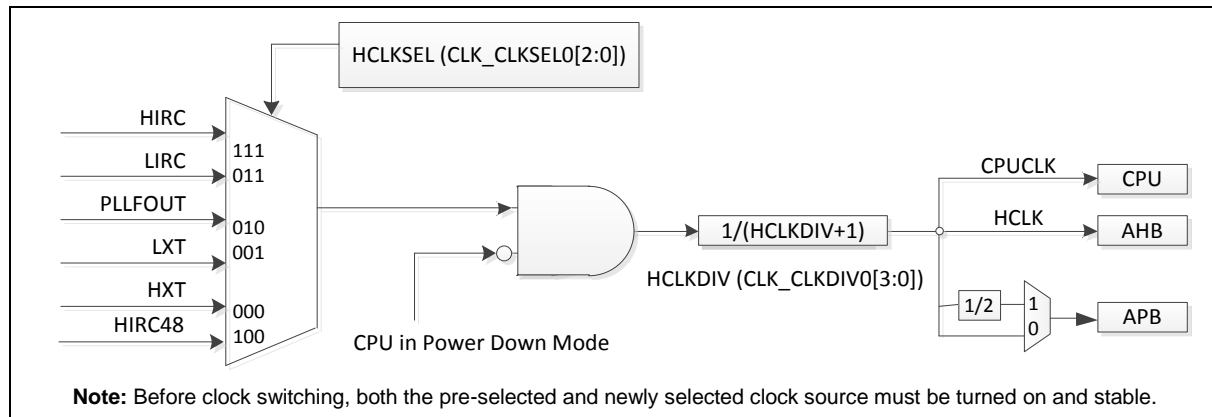 HCLKSEL (CLK_CLKSEL0[2:0])
HIRC
111
LIRC
011
PLLFOUT
010
LXT
001
HXT
000
HIRC48
100
CPU in Power Down Mode
1/(HCLKDIV+1)
HCLKDIV (CLK_CLKDIV0[3:0])
CPUCLK
CPU
HCLK
AHB
1/2
1
0
APB
Note: Before clock switching, both the pre-selected and newly selected clock source must be turned on and stable.